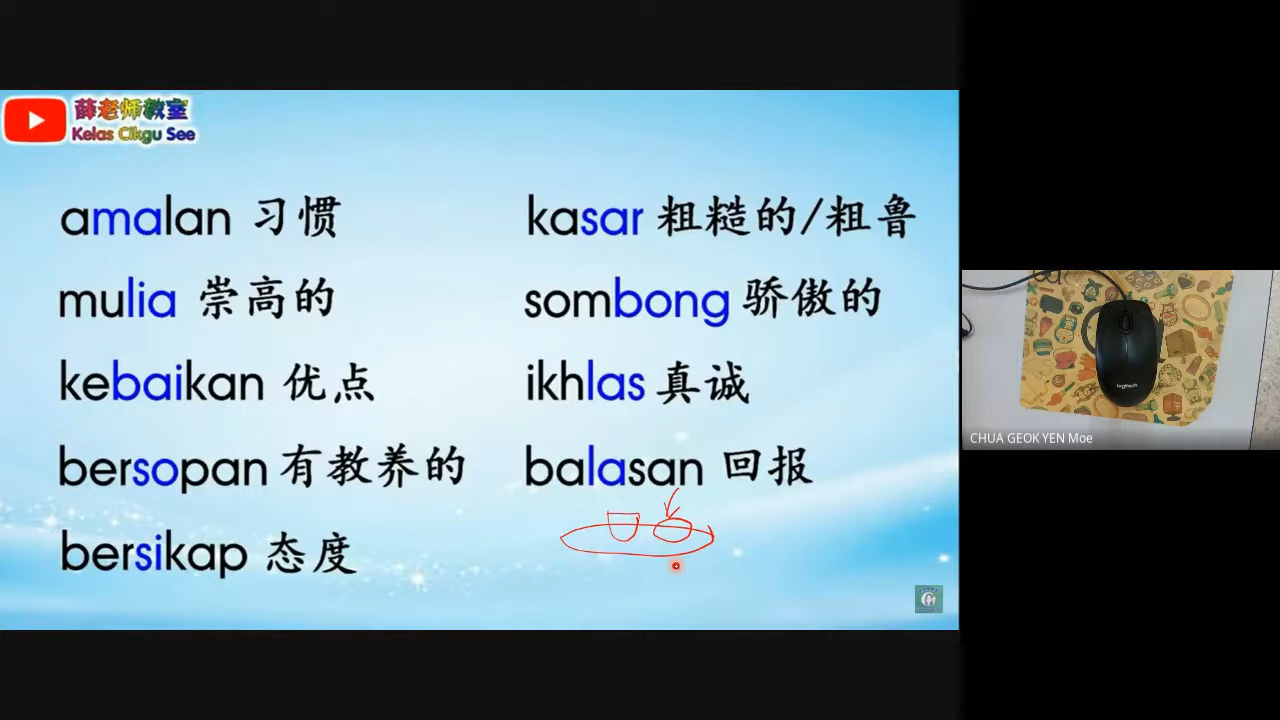 薛老师教室
Kelas Cikgu See
amalan 习惯
mulia 崇高的
kebaikan 优点
bersopan 有教养的
bersikap 态度
kasar 粗糙的/粗鲁
sombong 骄傲的
ikhlas 真诚
balasan 回报
logitech
CHUA GEOK YEN Moe